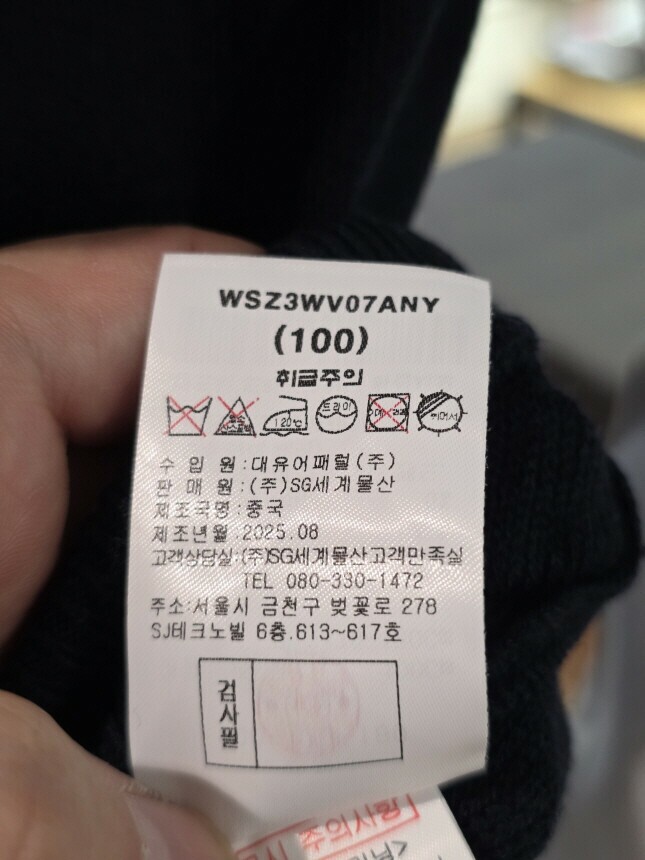 WSZ3WV07ANY
(100)
취급주의
120℃ 드라이 뉘어서
수 입 원 : 대유어패럴(주)
판 매 원 : (주)SG세계물산
제조국명 : 중국
제조년월 : 2025.08
고객상담실:(주)SG세계물산고객만족실
TEL 080-330-1472
주소:서울시 금천구 벚꽃로 278
SJ테크노빌 6층.613~617호
검사필
주의사항